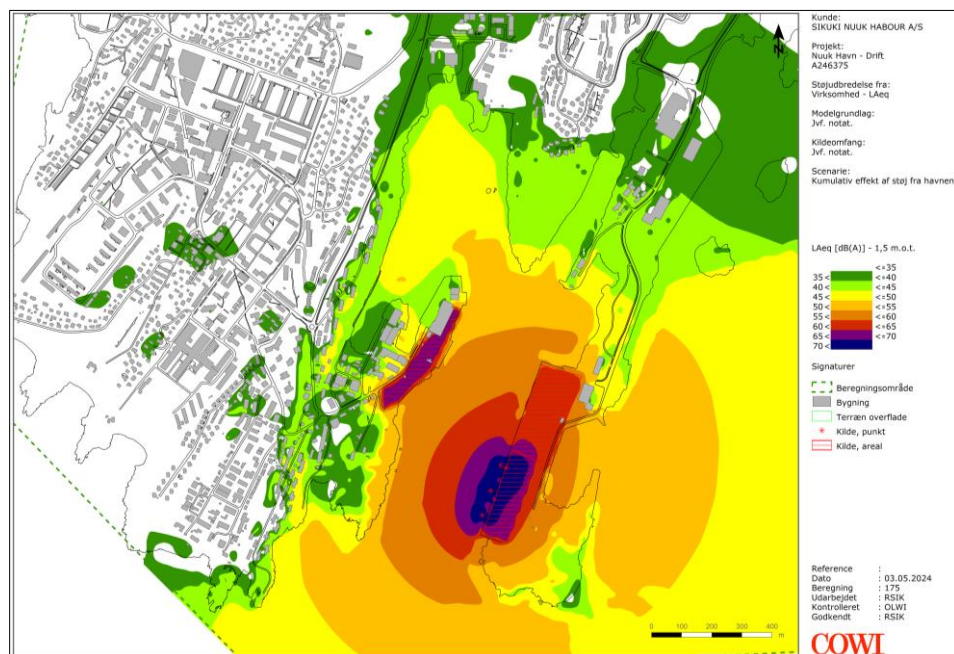 Kunde:
SIKUKI NUUK HABOUR A/S
Projekt:
Nuuk Havn - Drift
A246375
Støjudbredelse fra:
Virksomhed - LAeq
Modelgrundlag:
Jvf. notat.
Kildeomfang:
Jvf. notat.
Scenarie:
Kumulativ effekt af støj fra havnen
LAeq [dB(A)] - 1,5 m.o.t.
<=35
35 < <=40
40 < <=45
45 < <=50
50 < <=55
55 < <=60
60 < <=65
65 < <=70
70 <
Signaturer
Beregningsområde
Bygning
Terræn overflade
Kilde, punkt
Kilde, areal
N
0 100 200 300 400
m
Reference :
Dato : 03.05.2024
Beregning : 175
Udarbejdet : RSIK
Kontrolleret : OLWI
Godkendt : RSIK
COWI